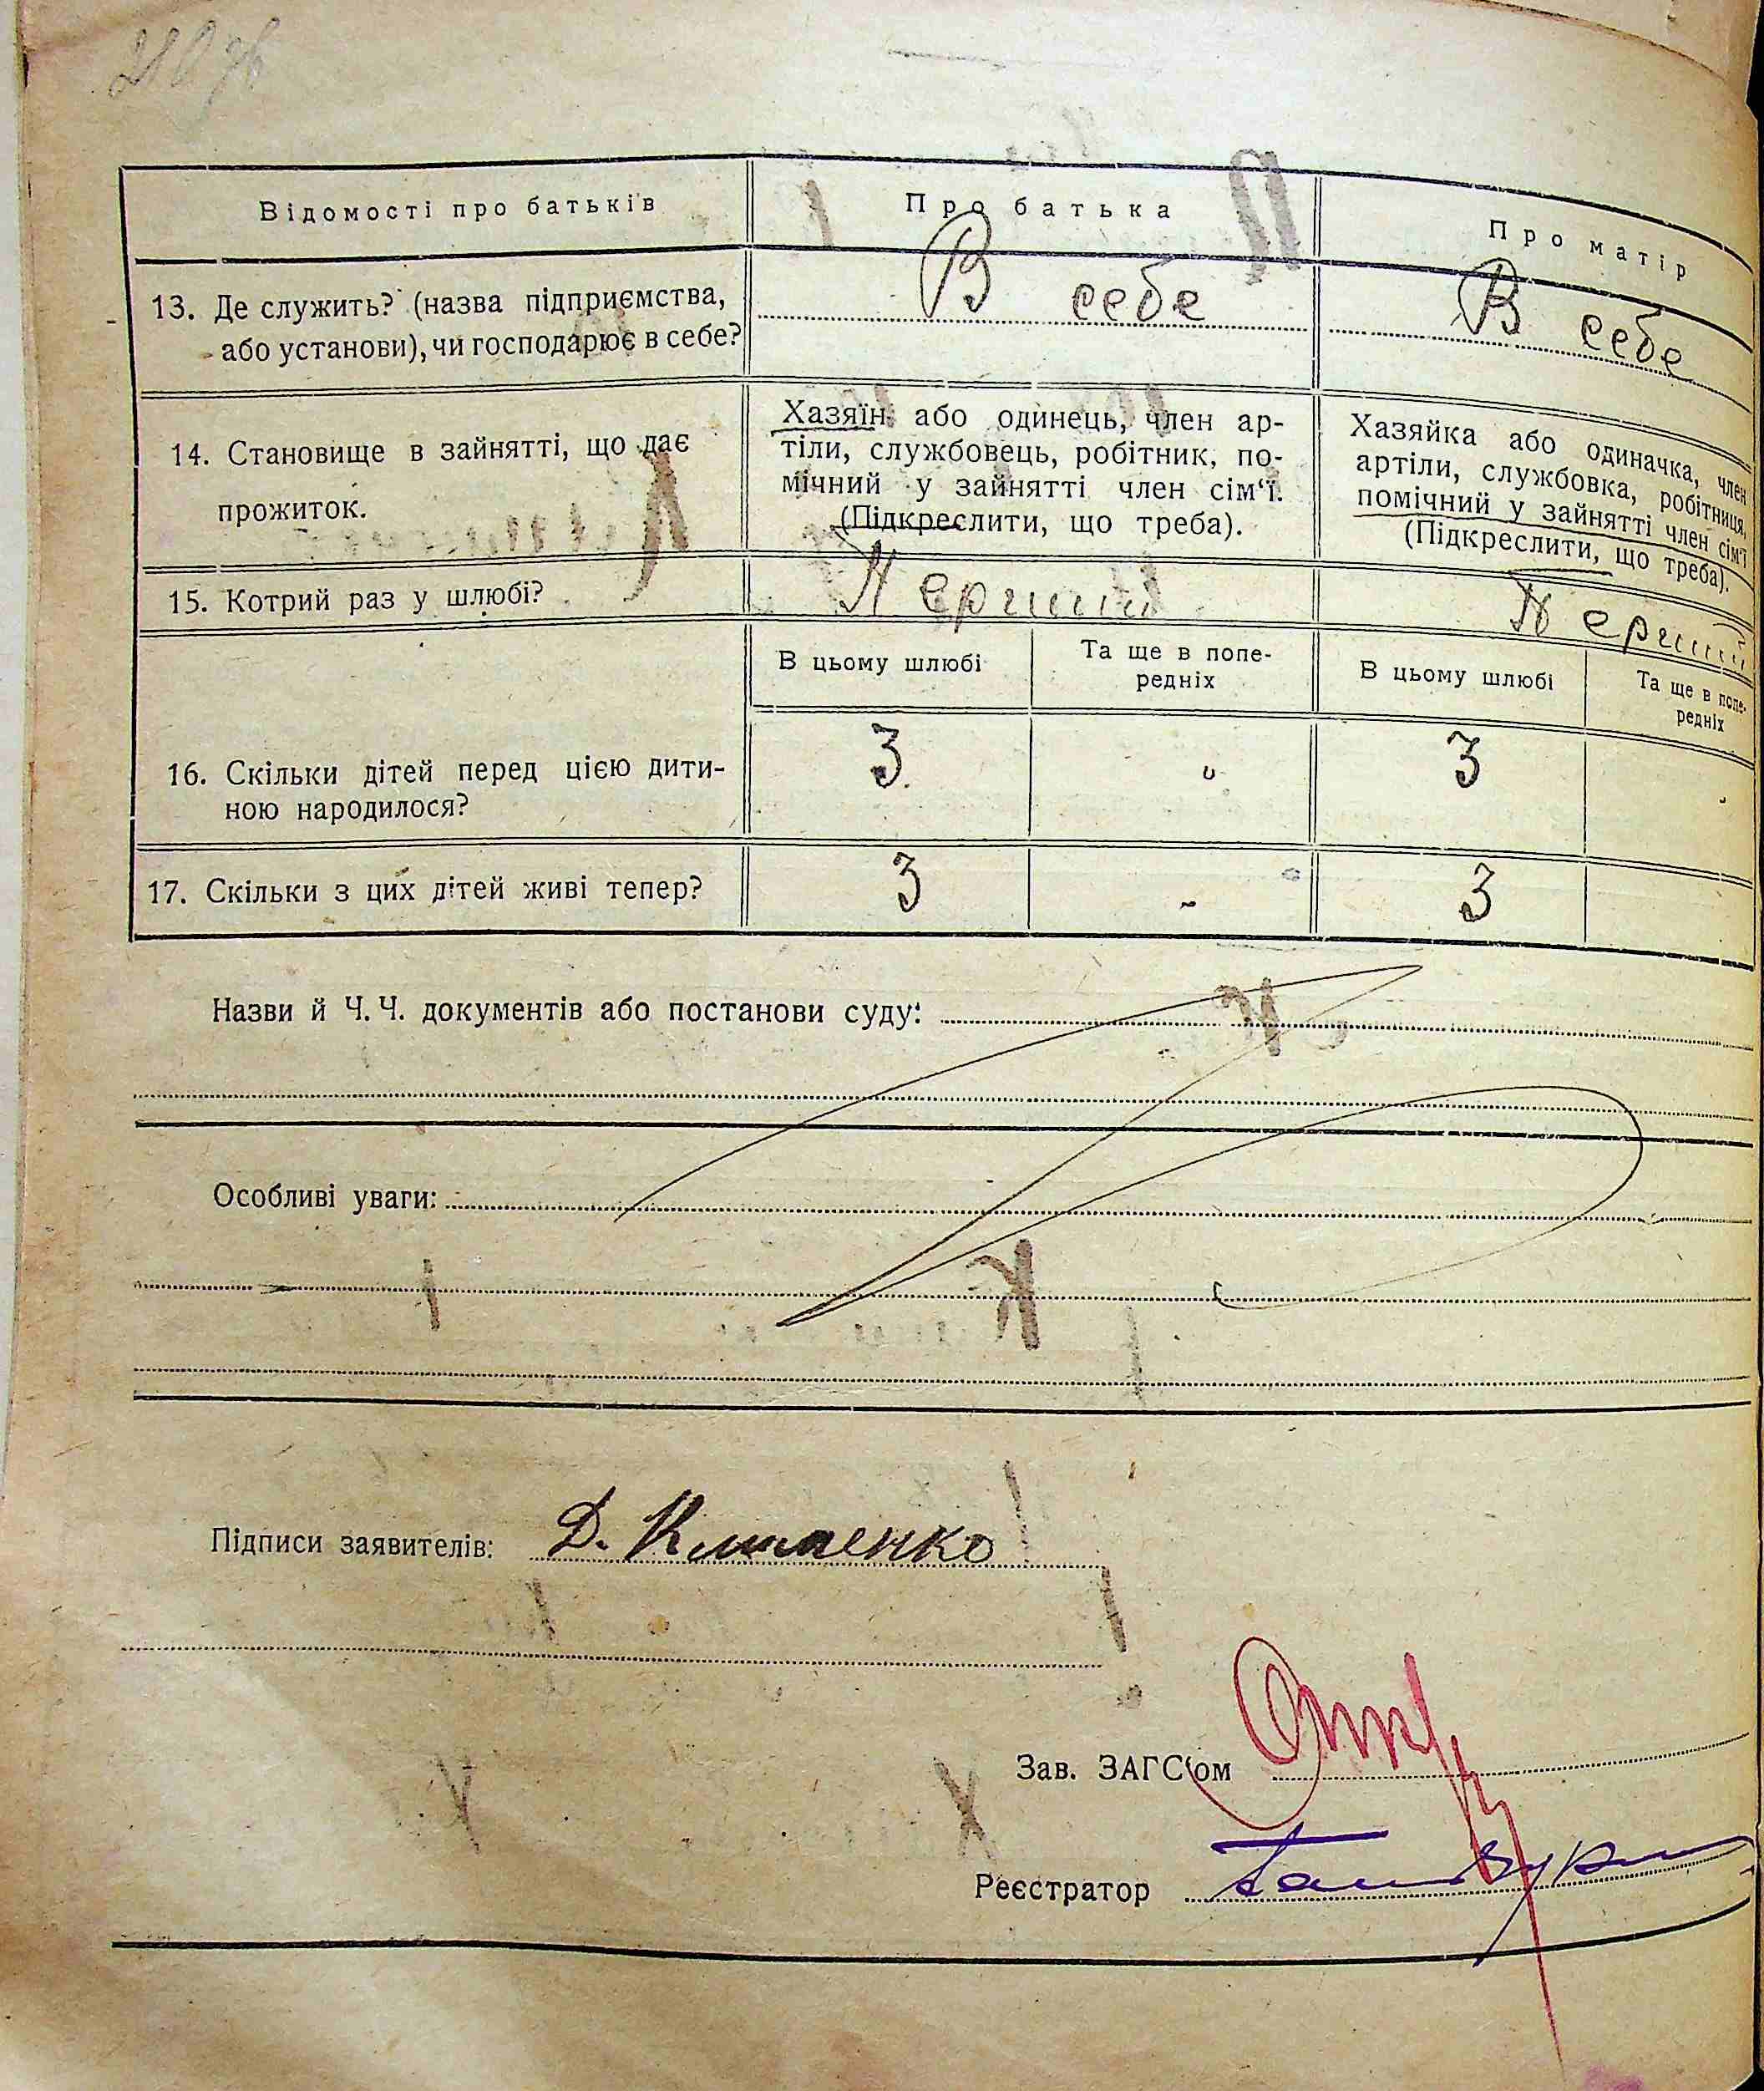 210 зв
Відомості про батьків
Про батька
Про матір
13. Де служить? (назва підприємства,
або установи), чи господарює в себе?
В себе
В себе
14. Становище в зайнятті, що дає
прожиток.
Хазяїн або одинець, член ар-
тіли, службовець, робітник, по-
мічний у зайнятті член сім‘ї.
(Підкреслити, що треба).
Хазяйка або одиначка, член
артіли, службовка, робітниця,
помічний у зайнятті член сім‘ї
(Підкреслити, що треба).
15. Котрий раз у шлюбі?
Перший
Перший
В цьому шлюбі
Та ще в попе-
редніх
В цьому шлюбі
Та ще в попе-
редніх
16. Скільки дітей перед цією дити-
ною народилося?
3
3
17. Скільки з цих дітей живі тепер?
3
-
3
Назви й Ч. Ч. документів або постанови суду:
Особливі уваги:
Підписи заявителів: Д. Клименко
Зав. ЗАГС‘ом
Реєстратор